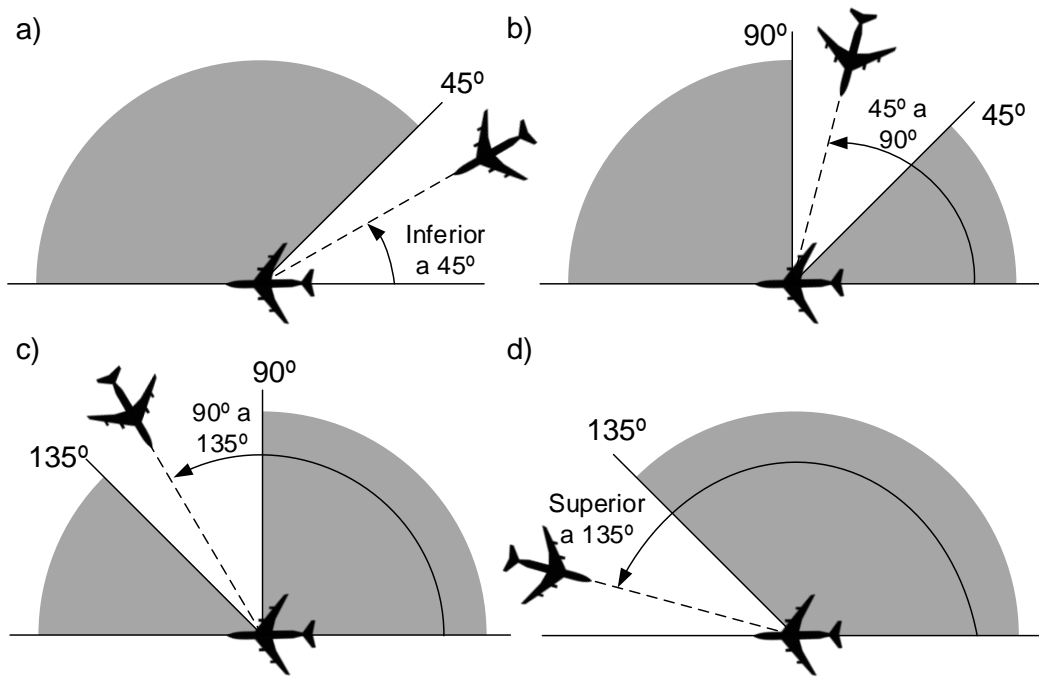 a)
45º
Inferior
a 45º
b)
90º
45º a
90º
45º
c)
90º
90º a
135º
135º
d)
135º
Superior
a 135º